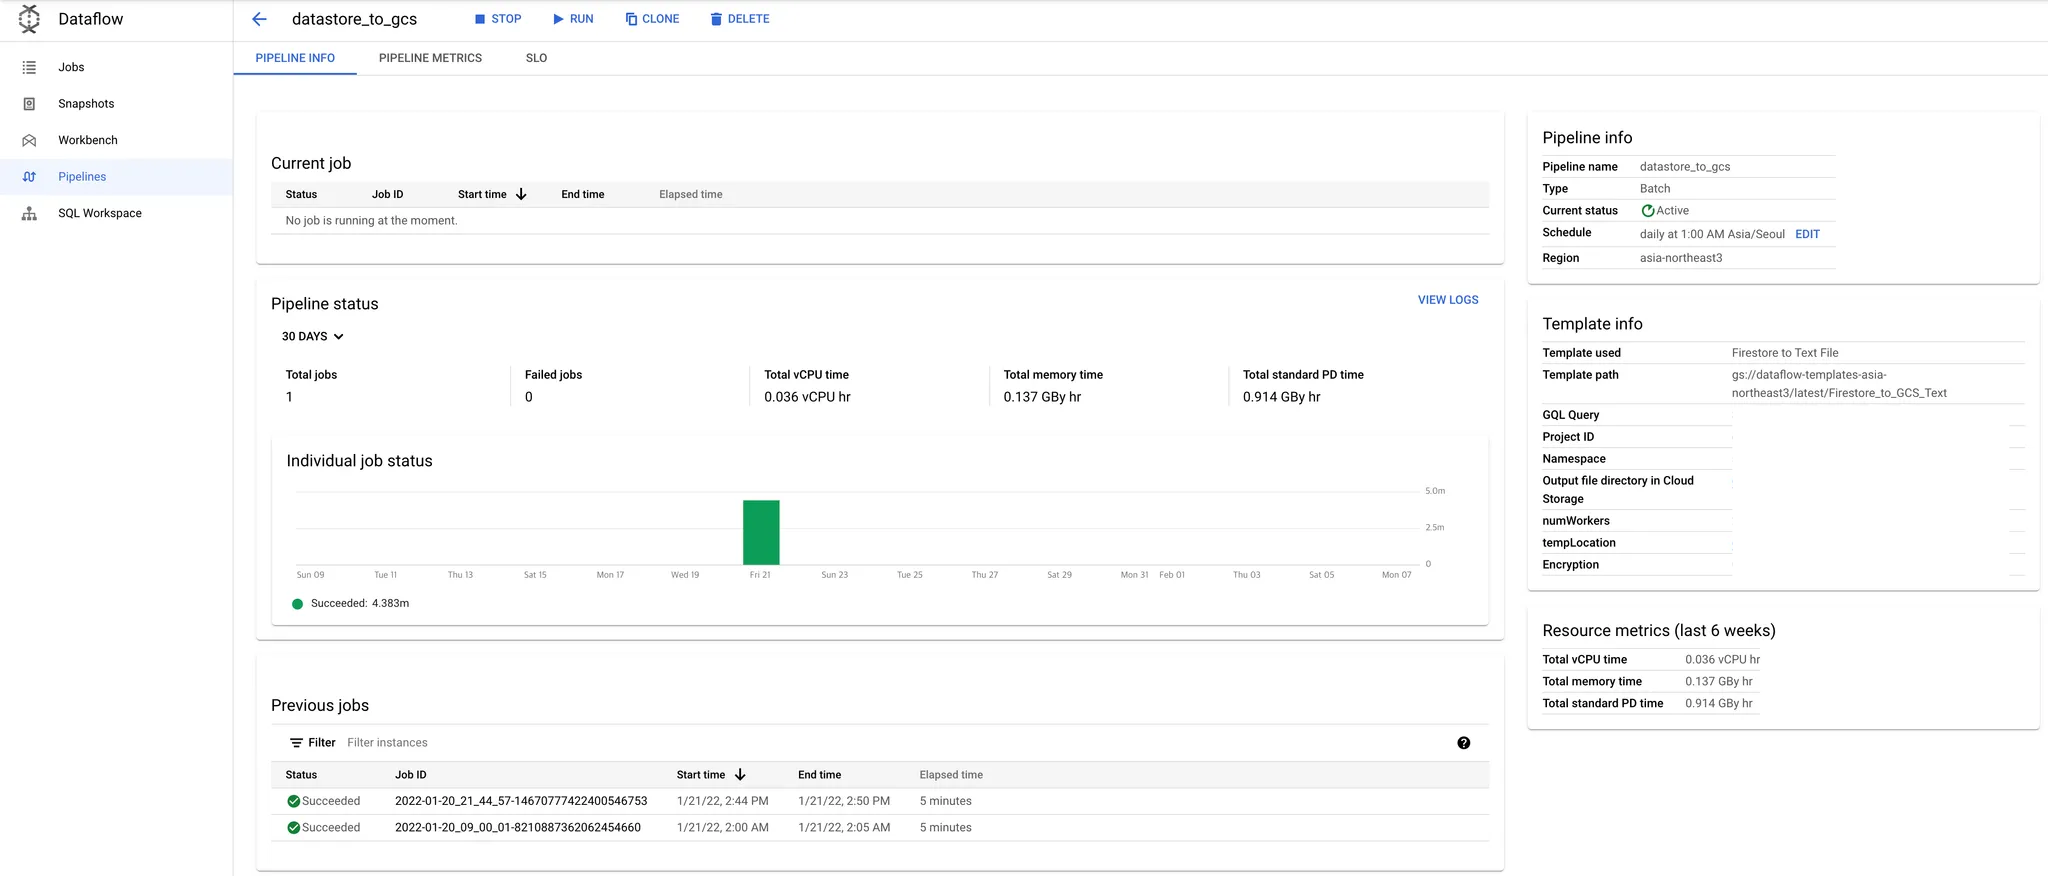 Dataflow
datastore_to_gcs
STOP
RUN
CLONE
DELETE
Jobs
Snapshots
Workbench
Pipelines
SQL Workspace
PIPELINE INFO
PIPELINE METRICS
SLO
Current job
Status Job ID Start time End time Elapsed time
No job is running at the moment.
Pipeline status
VIEW LOGS
30 DAYS
Total jobs
1
Failed jobs
0
Total vCPU time
0.036 vCPU hr
Total memory time
0.137 GBy hr
Total standard PD time
0.914 GBy hr
Individual job status
5.0m
2.5m
0
Sun 09 Tue 11 Thu 13 Sat 15 Mon 17 Wed 19 Fri 21 Sun 23 Tue 25 Thu 27 Sat 29 Mon 31 Feb 01 Thu 03 Sat 05 Mon 07
Succeeded: 4.383m
Previous jobs
Filter Filter instances
Status Job ID Start time End time Elapsed time
Succeeded 2022-01-20_21_44_57-14670777422400546753 1/21/22, 2:44 PM 1/21/22, 2:50 PM 5 minutes
Succeeded 2022-01-20_09_00_01-8210887362062454660 1/21/22, 2:00 AM 1/21/22, 2:05 AM 5 minutes
Pipeline info
Pipeline name datastore_to_gcs
Type Batch
Current status Active
Schedule daily at 1:00 AM Asia/Seoul EDIT
Region asia-northeast3
Template info
Template used Firestore to Text File
Template path gs://dataflow-templates-asia-
northeast3/latest/Firestore_to_GCS_Text
GQL Query
Project ID
Namespace
Output file directory in Cloud
Storage
numWorkers
tempLocation
Encryption
Resource metrics (last 6 weeks)
Total vCPU time 0.036 vCPU hr
Total memory time 0.137 GBy hr
Total standard PD time 0.914 GBy hr